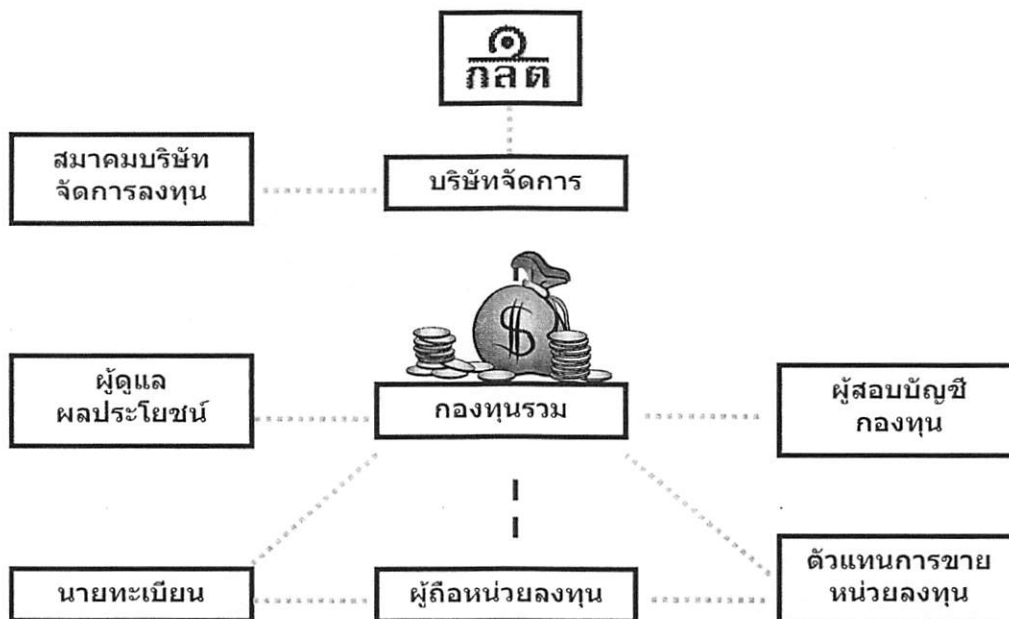 กลต
สมาคมบริษัท
จัดการลงทุน
บริษัทจัดการ
$
ผู้ดูแล
ผลประโยชน์
กองทุนรวม
ผู้สอบบัญชี
กองทุน
นายทะเบียน
ผู้ถือหน่วยลงทุน
ตัวแทนการขาย
หน่วยลงทุน